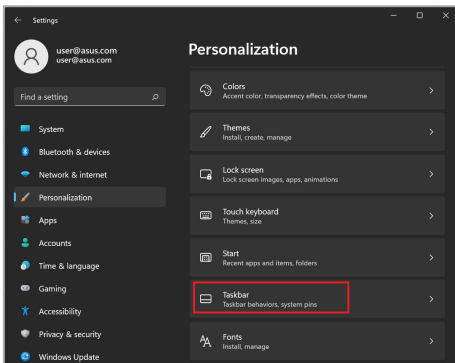 Settings
user@asus.com
user@asus.com
Find a setting
System
Bluetooth & devices
Network & internet
Personalization
Apps
Accounts
Time & language
Gaming
Accessibility
Privacy & security
Windows Update
Personalization
Colors
Accent color, transparency effects, color theme
Themes
Install, create, manage
Lock screen
Lock screen images, apps, animations
Touch keyboard
Themes, size
Start
Recent apps and items, folders
Taskbar
Taskbar behaviors, system pins
Fonts
Install, manage